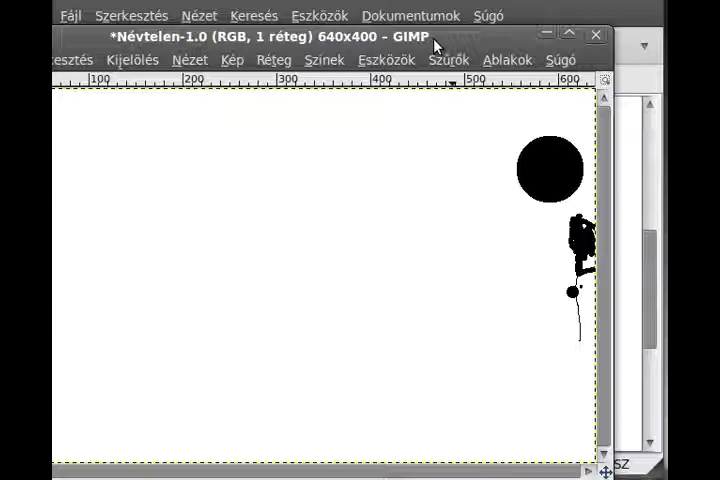 Fájl Szerkesztés Nézet Keresés Eszközök Dokumentumok Súgó
*Névtelen-1.0 (RGB, 1 réteg) 640x400 – GIMP
kesztés Kijelölés Nézet Kép Réteg Színek Eszközök Szűrők Ablakok Súgó
100 200 300 400 500 600
SZ